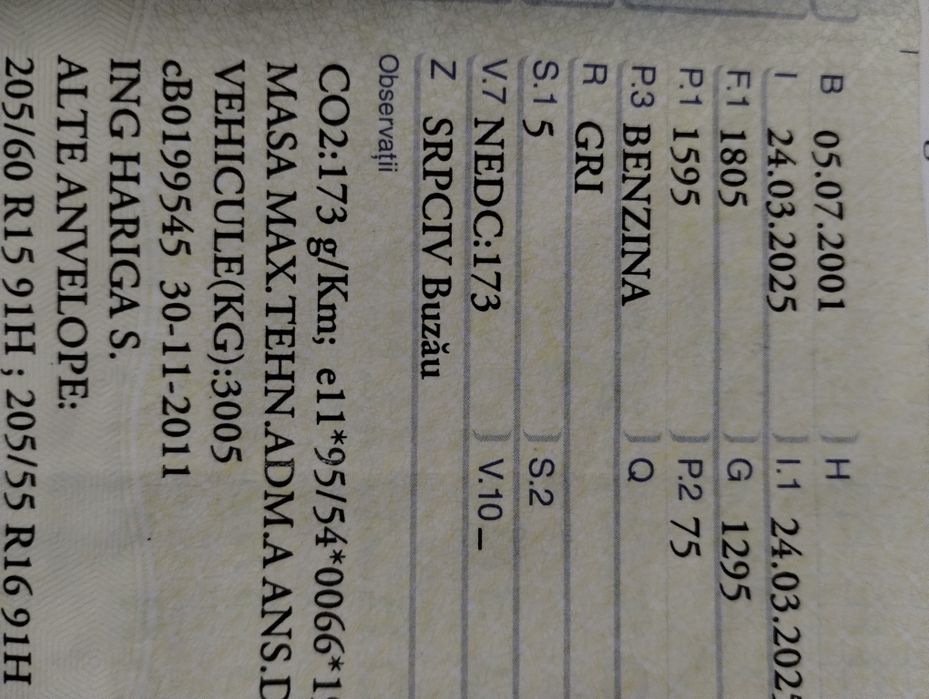 B 05.07.2001 H
I 24.03.2025 I.1 24.03.202
F.1 1805 G 1295
P.1 1595 P.2 75
P.3 BENZINA Q
R GRI
S.1 5 S.2
V.7 NEDC:173 V.10 –
Z SRPCIV Buzău
Observații
CO2:173 g/Km; e11*95/54*0066*1
MASA MAX.TEHN.ADM.A ANS.D
VEHICULE(KG):3005
cB0199545 30-11-2011
ING HARIGA S.
ALTE ANVELOPE:
205/60 R15 91H ; 205/55 R16 91H